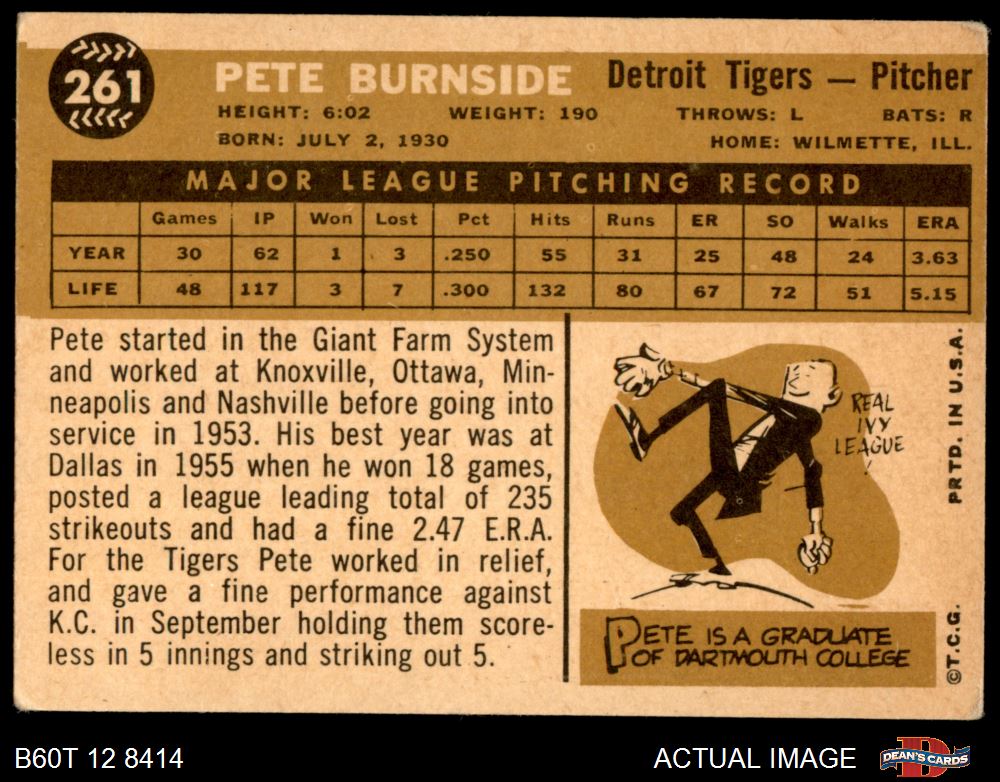 261
PETE BURNSIDE Detroit Tigers — Pitcher
HEIGHT: 6:02 WEIGHT: 190 THROWS: L BATS: R
BORN: JULY 2, 1930 HOME: WILMETTE, ILL.
MAJOR LEAGUE PITCHING RECORD
Games IP Won Lost Pct Hits Runs ER SO Walks ERA
YEAR 30 62 1 3 .250 55 31 25 48 24 3.63
LIFE 48 117 3 7 .300 132 80 67 72 51 5.15
Pete started in the Giant Farm System
and worked at Knoxville, Ottawa, Min-
neapolis and Nashville before going into
service in 1953. His best year was at
Dallas in 1955 when he won 18 games,
posted a league leading total of 235
strikeouts and had a fine 2.47 E.R.A.
For the Tigers Pete worked in relief,
and gave a fine performance against
K.C. in September holding them score-
less in 5 innings and striking out 5.
REAL
IVY
LEAGUE
!
PETE IS A GRADUATE
OF DARTMOUTH COLLEGE
©T.C.G. PRTD. IN U.S.A.
B60T 12 8414 ACTUAL IMAGE
DEAN'S CARDS